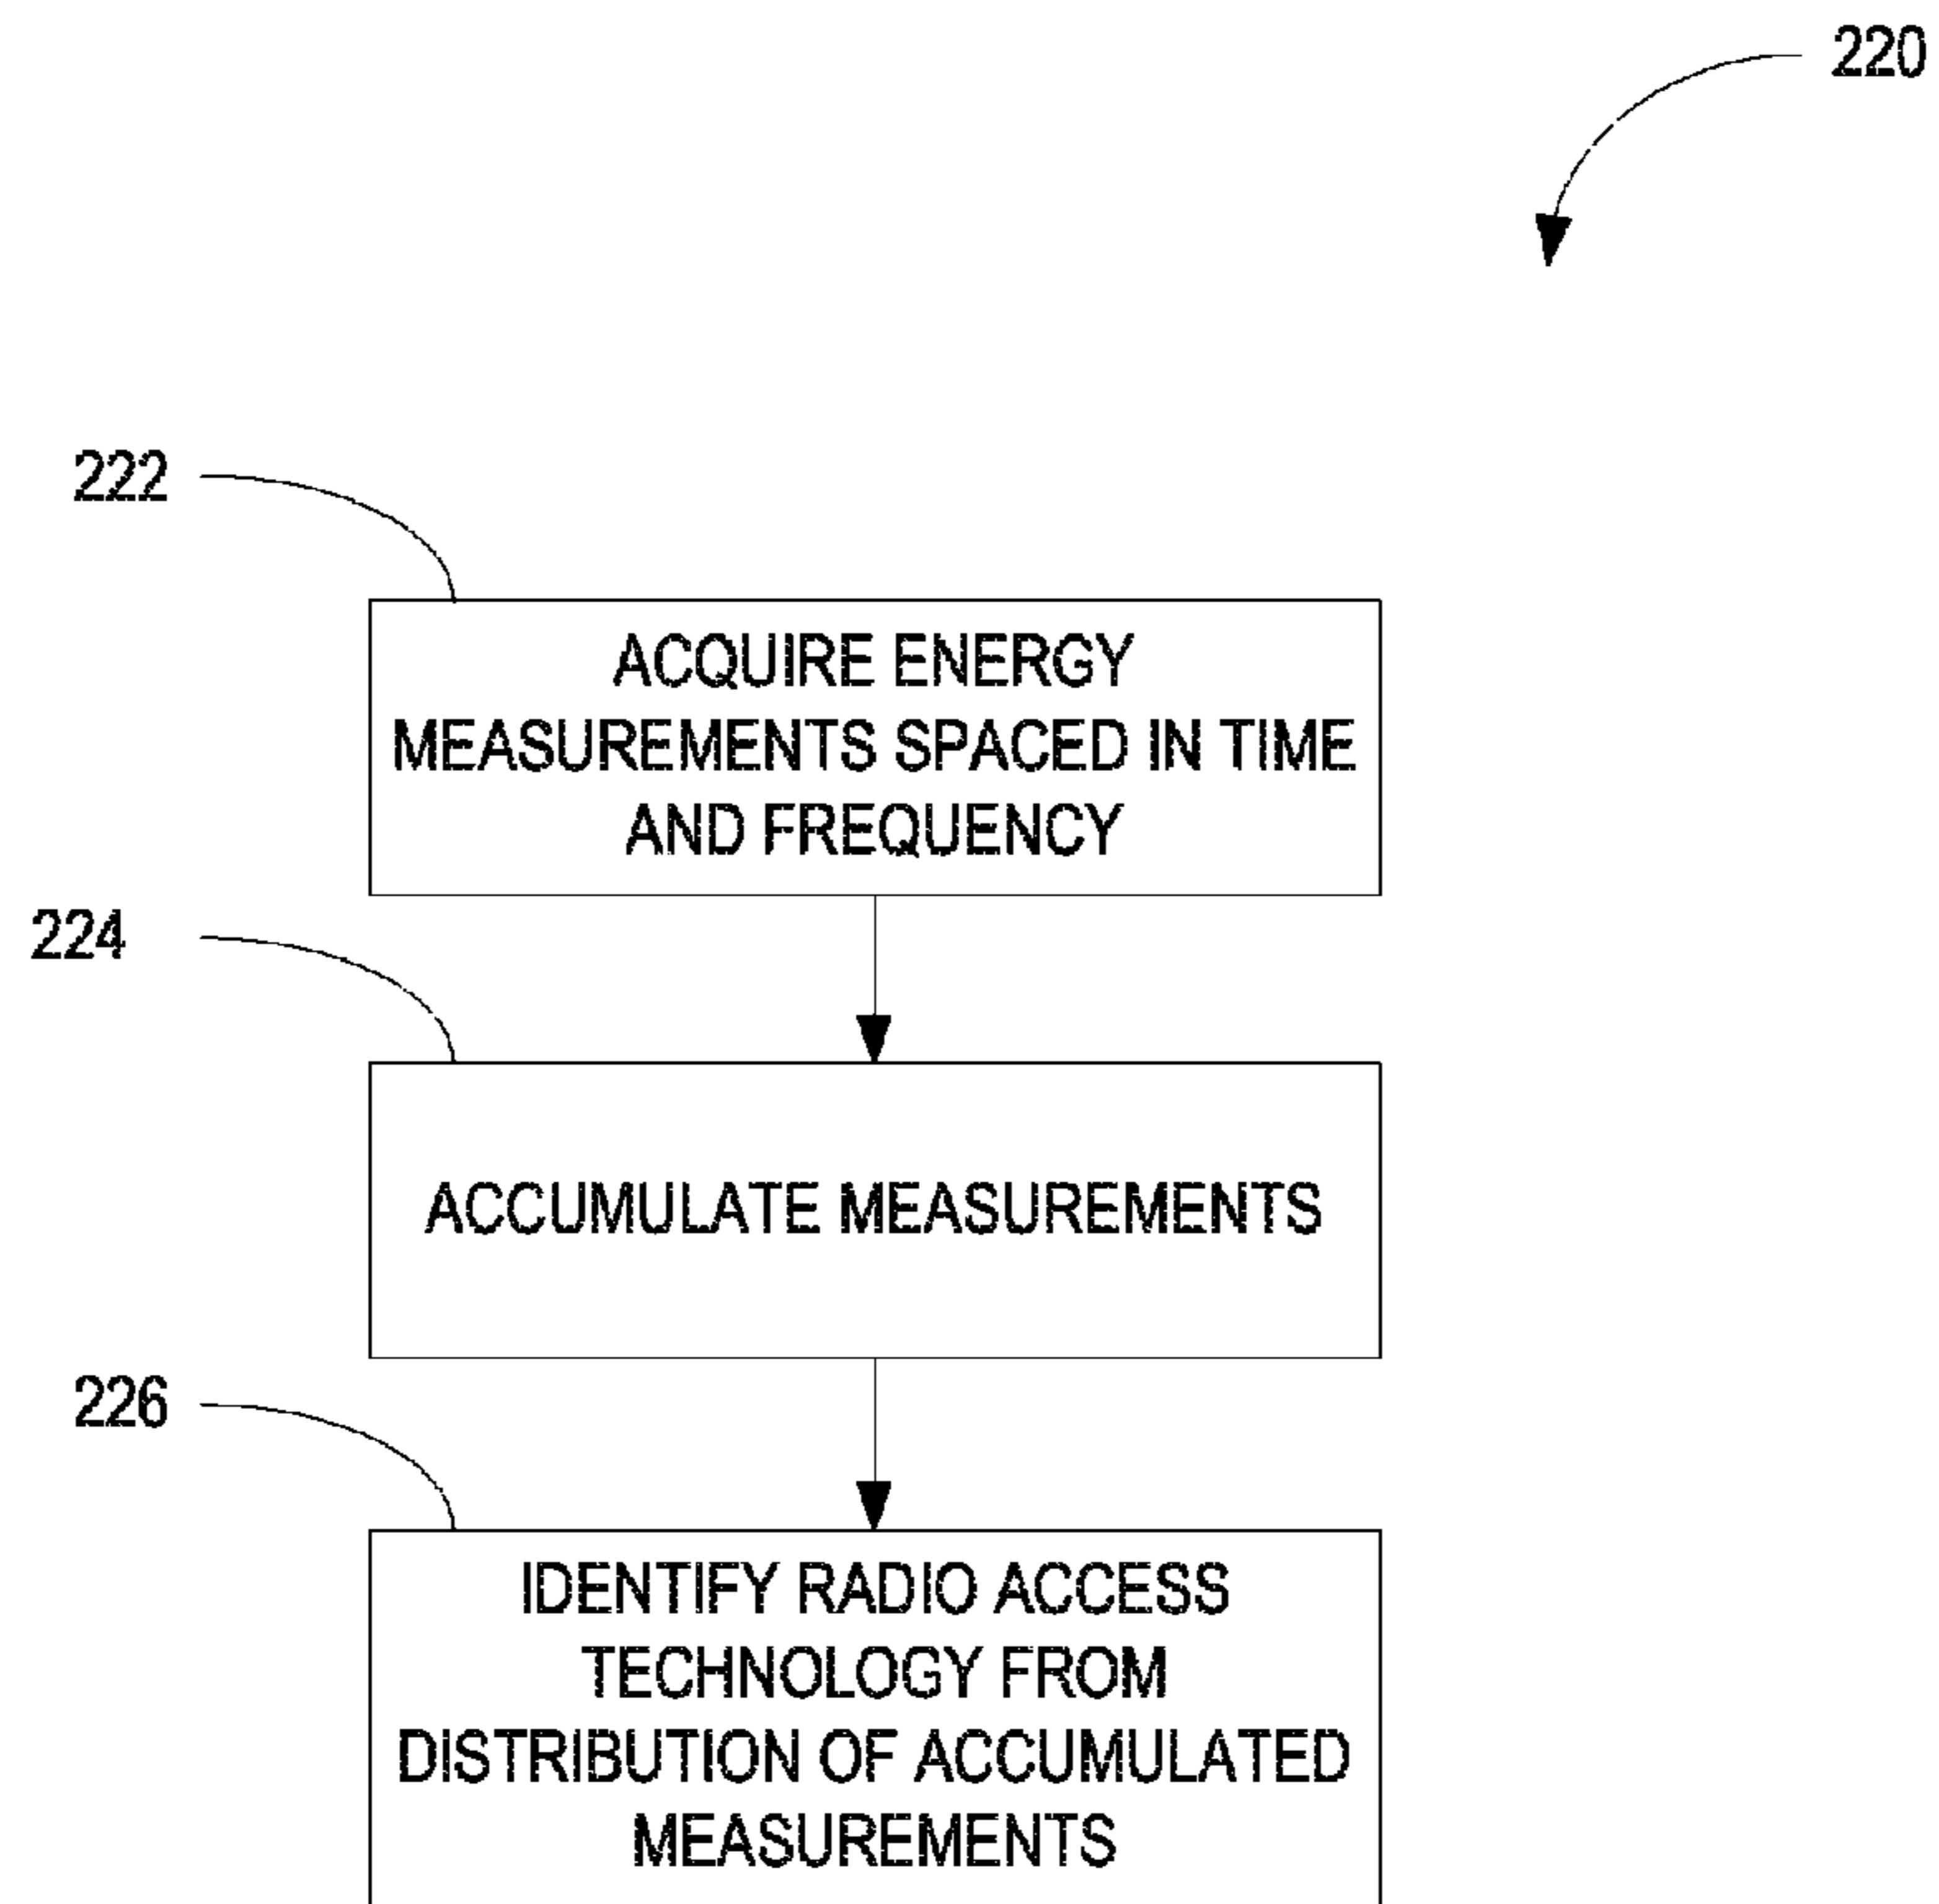 220
222
ACQUIRE ENERGY
MEASUREMENTS SPACED IN TIME
AND FREQUENCY
224
ACCUMULATE MEASUREMENTS
226
IDENTIFY RADIO ACCESS
TECHNOLOGY FROM
DISTRIBUTION OF ACCUMULATED
MEASUREMENTS